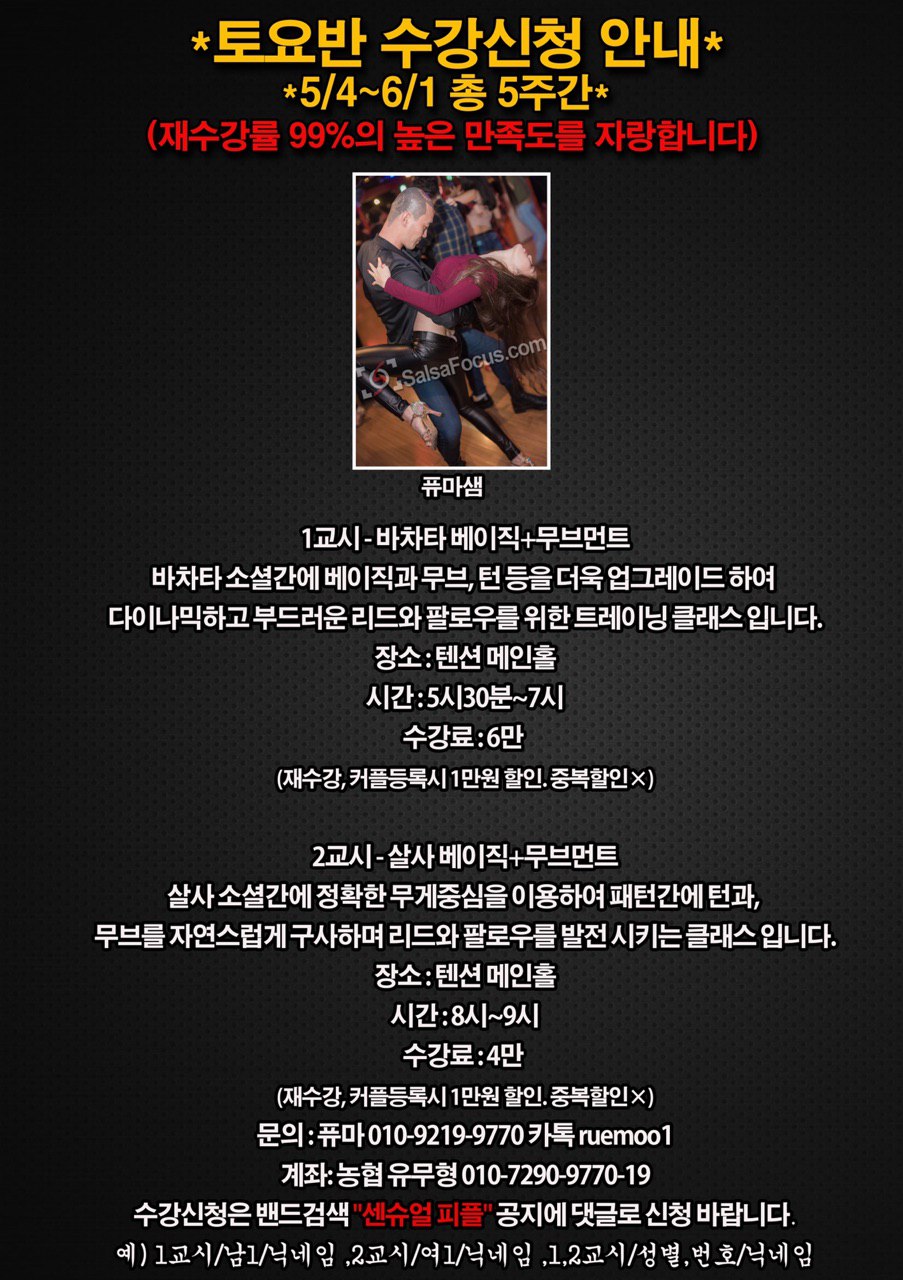 *토요반 수강신청 안내*
*5/4~6/1 총 5주간*
(재수강률 99%의 높은 만족도를 자랑합니다)
SalsaFocus.com
퓨마샘
1교시 - 바차타 베이직+무브먼트
바차타 소셜간에 베이직과 무브, 턴 등을 더욱 업그레이드 하여
다이나믹하고 부드러운 리드와 팔로우를 위한 트레이닝 클래스 입니다.
장소 : 텐션 메인홀
시간 : 5시30분~7시
수강료 : 6만
(재수강, 커플등록시 1만원 할인. 중복할인×)
2교시 - 살사 베이직+무브먼트
살사 소셜간에 정확한 무게중심을 이용하여 패턴간에 턴과,
무브를 자연스럽게 구사하며 리드와 팔로우를 발전 시키는 클래스 입니다.
장소 : 텐션 메인홀
시간 : 8시~9시
수강료 : 4만
(재수강, 커플등록시 1만원 할인. 중복할인×)
문의 : 퓨마 010-9219-9770 카톡 ruemoo1
계좌: 농협 유무형 010-7290-9770-19
수강신청은 밴드검색 "센슈얼 피플" 공지에 댓글로 신청 바랍니다.
예) 1교시/남1/닉네임 ,2교시/여1/닉네임 ,1,2교시/성별,번호/닉네임